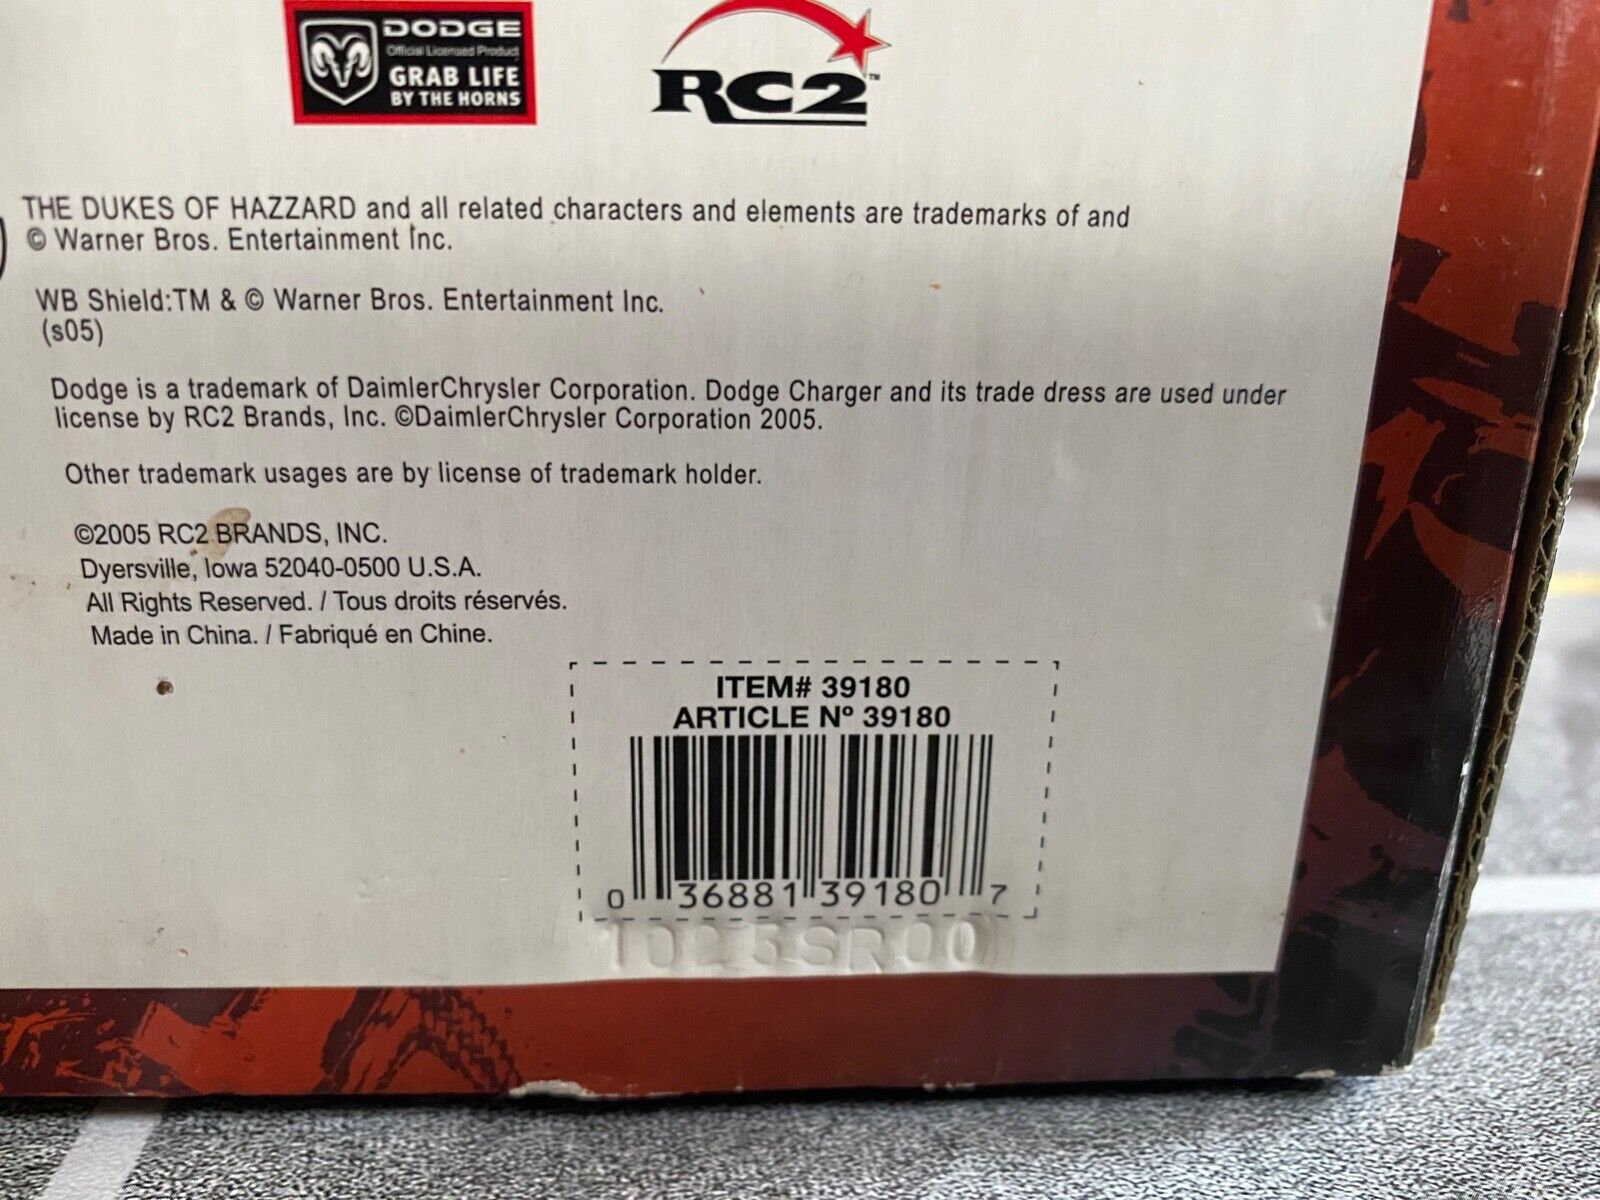 DODGE
Official Licensed Product
GRAB LIFE
BY THE HORNS
RC2™
THE DUKES OF HAZZARD and all related characters and elements are trademarks of and
© Warner Bros. Entertainment Inc.
WB Shield:TM & © Warner Bros. Entertainment Inc.
(s05)
Dodge is a trademark of DaimlerChrysler Corporation. Dodge Charger and its trade dress are used under
license by RC2 Brands, Inc. ©DaimlerChrysler Corporation 2005.
Other trademark usages are by license of trademark holder.
©2005 RC2 BRANDS, INC.
Dyersville, Iowa 52040-0500 U.S.A.
All Rights Reserved. / Tous droits réservés.
Made in China. / Fabriqué en Chine.
ITEM# 39180
ARTICLE Nº 39180
0 36881 39180 7
1025SR00